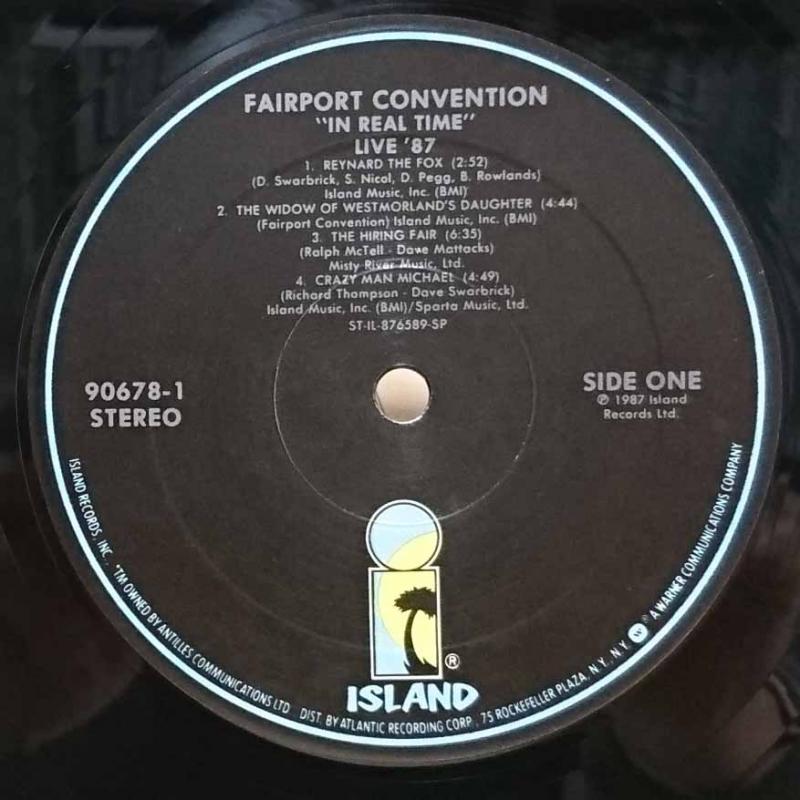 FAIRPORT CONVENTION
"IN REAL TIME"
LIVE '87
1. REYNARD THE FOX (2:52)
(D. Swarbrick, S. Nicol, D. Pegg, B. Rowlands)
Island Music, Inc. (BMI)
2. THE WIDOW OF WESTMORLAND'S DAUGHTER (4:44)
(Fairport Convention) Island Music, Inc. (BMI)
3. THE HIRING FAIR (6:35)
(Ralph McTell - Dave Mattacks)
Misty River Music, Ltd.
4. CRAZY MAN MICHAEL (4:49)
(Richard Thompson - Dave Swarbrick)
Island Music, Inc. (BMI)/Sparta Music, Ltd.
ST-IL-876589-SP
90678-1
STEREO
SIDE ONE
℗ 1987 Island
Records Ltd.
i ®
ISLAND
ISLAND RECORDS, INC., *TM OWNED BY ANTILLES COMMUNICATIONS LTD DIST. BY ATLANTIC RECORDING CORP., 75 ROCKEFELLER PLAZA, N.Y., N.Y. W ® A WARNER COMMUNICATIONS COMPANY